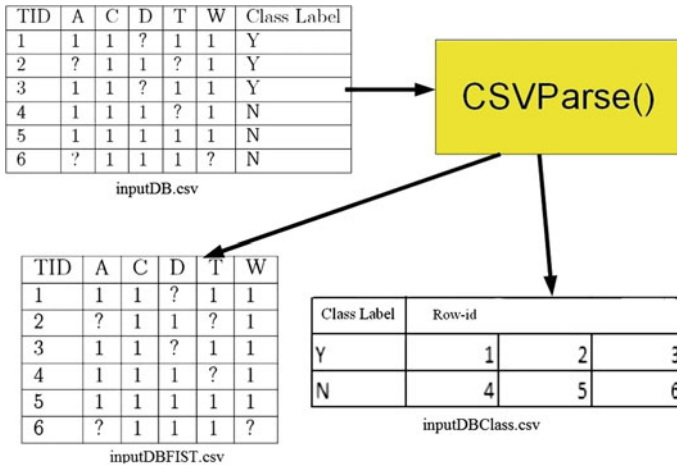 TID A C D T W Class Label
1 1 1 ? 1 1 Y
2 ? 1 1 ? 1 Y
3 1 1 ? 1 1 Y
4 1 1 1 ? 1 N
5 1 1 1 1 1 N
6 ? 1 1 1 ? N
inputDB.csv
CSVParse()
TID A C D T W
1 1 1 ? 1 1
2 ? 1 1 ? 1
3 1 1 ? 1 1
4 1 1 1 ? 1
5 1 1 1 1 1
6 ? 1 1 1 ?
inputDBFIST.csv
Class Label Row-id
Y 1 2 3
N 4 5 6
inputDBClass.csv